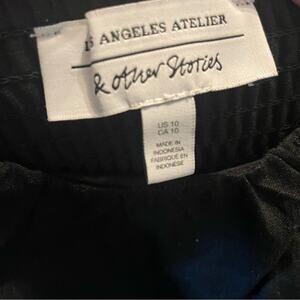 ANGELES ATELIER
& other Stories
US 10
CA 10
MADE IN
INDONESIA
FABRIQUÉ EN
INDONÉSIE